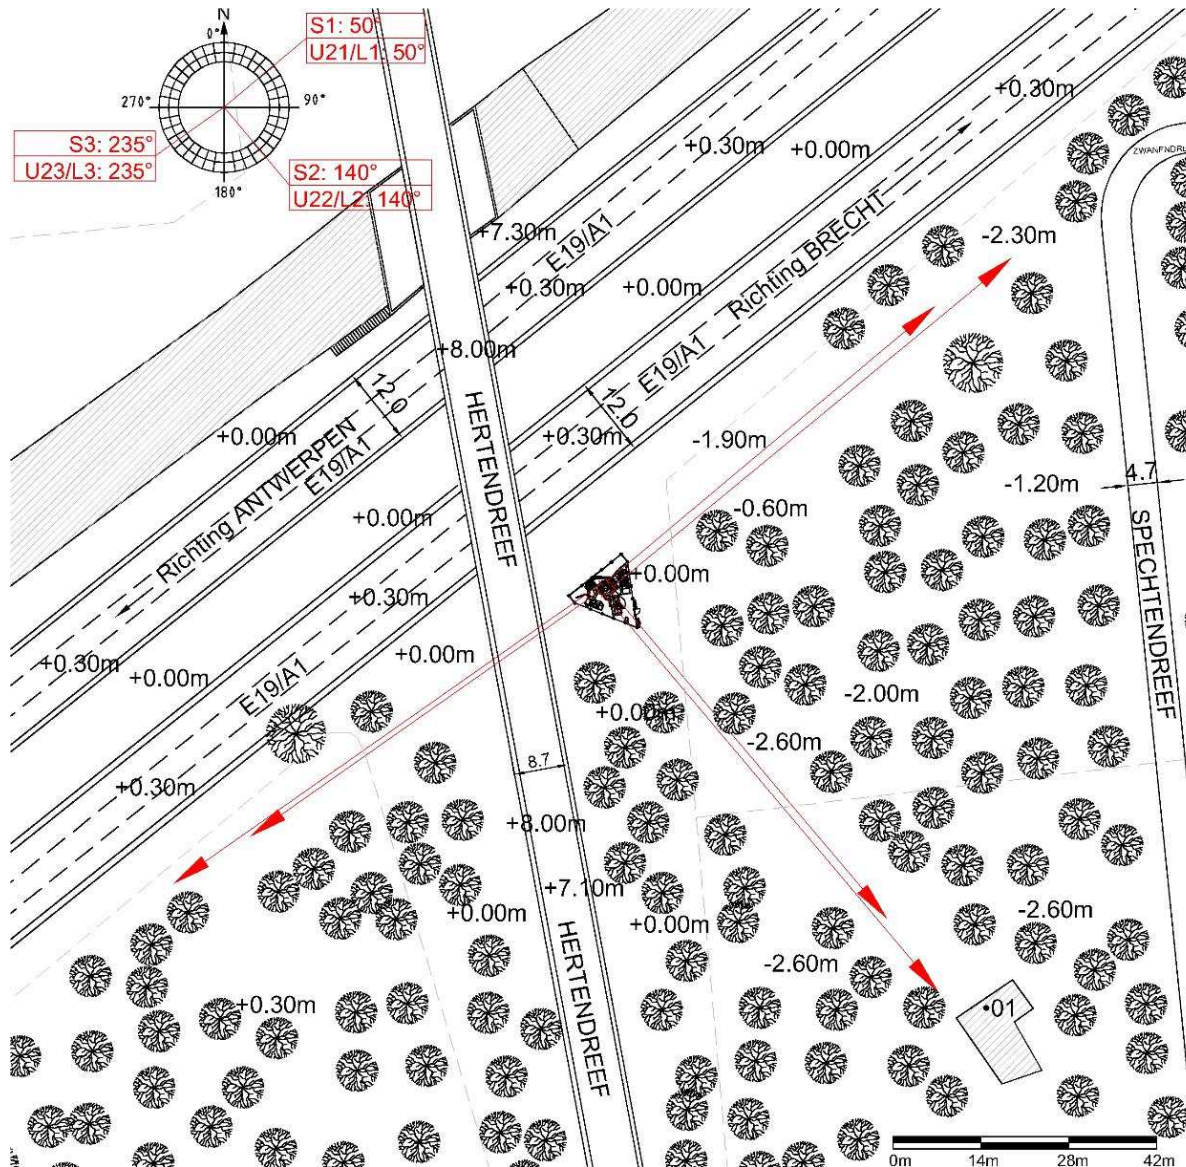 N
0°
S1: 50°
U21/L1: 50°
270°
90°
S3: 235°
U23/L3: 235°
S2: 140°
U22/L2: 140°
180°
+0.30m
+0.30m
+0.00m
+7.30m
E19/A1
+0.30m
+0.00m
Richting BRECHT
-2.30m
+8.00m
E19/A1
12.0
12.0
HERTENDREEF
Richting ANTWERPEN
E19/A1
+0.00m
+0.30m
-1.90m
-1.20m
4.7
-0.60m
+0.00m
SPECHTENDREEF
+0.00m
+0.30m
+0.00m
+0.30m
+0.00m
E19/A1
-2.00m
+0.00m
-2.60m
8.7
+0.30m
+8.00m
+7.10m
+0.00m
+0.00m
-2.60m
-2.60m
HERTENDREEF
+0.30m
01
0m 14m 28m 42m